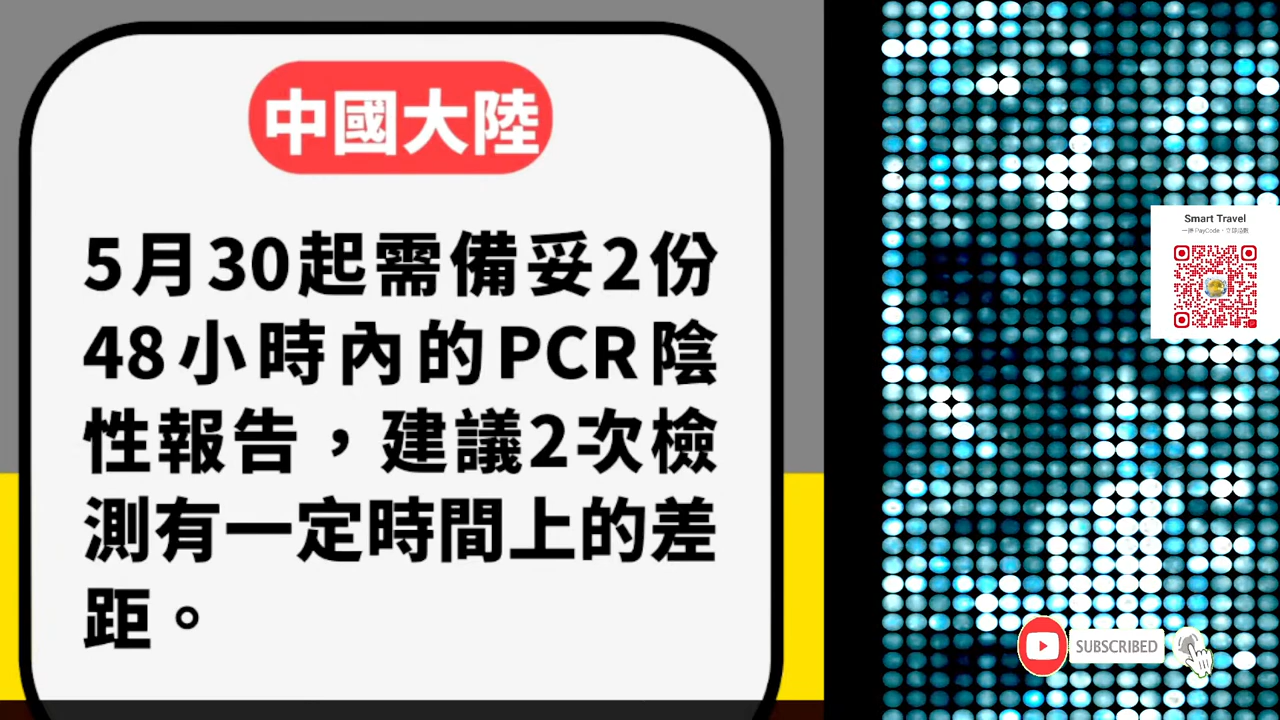 中國大陸
5月30起需備妥2份
48小時內的PCR陰
性報告，建議2次檢
測有一定時間上的差
距。
Smart Travel
SUBSCRIBED